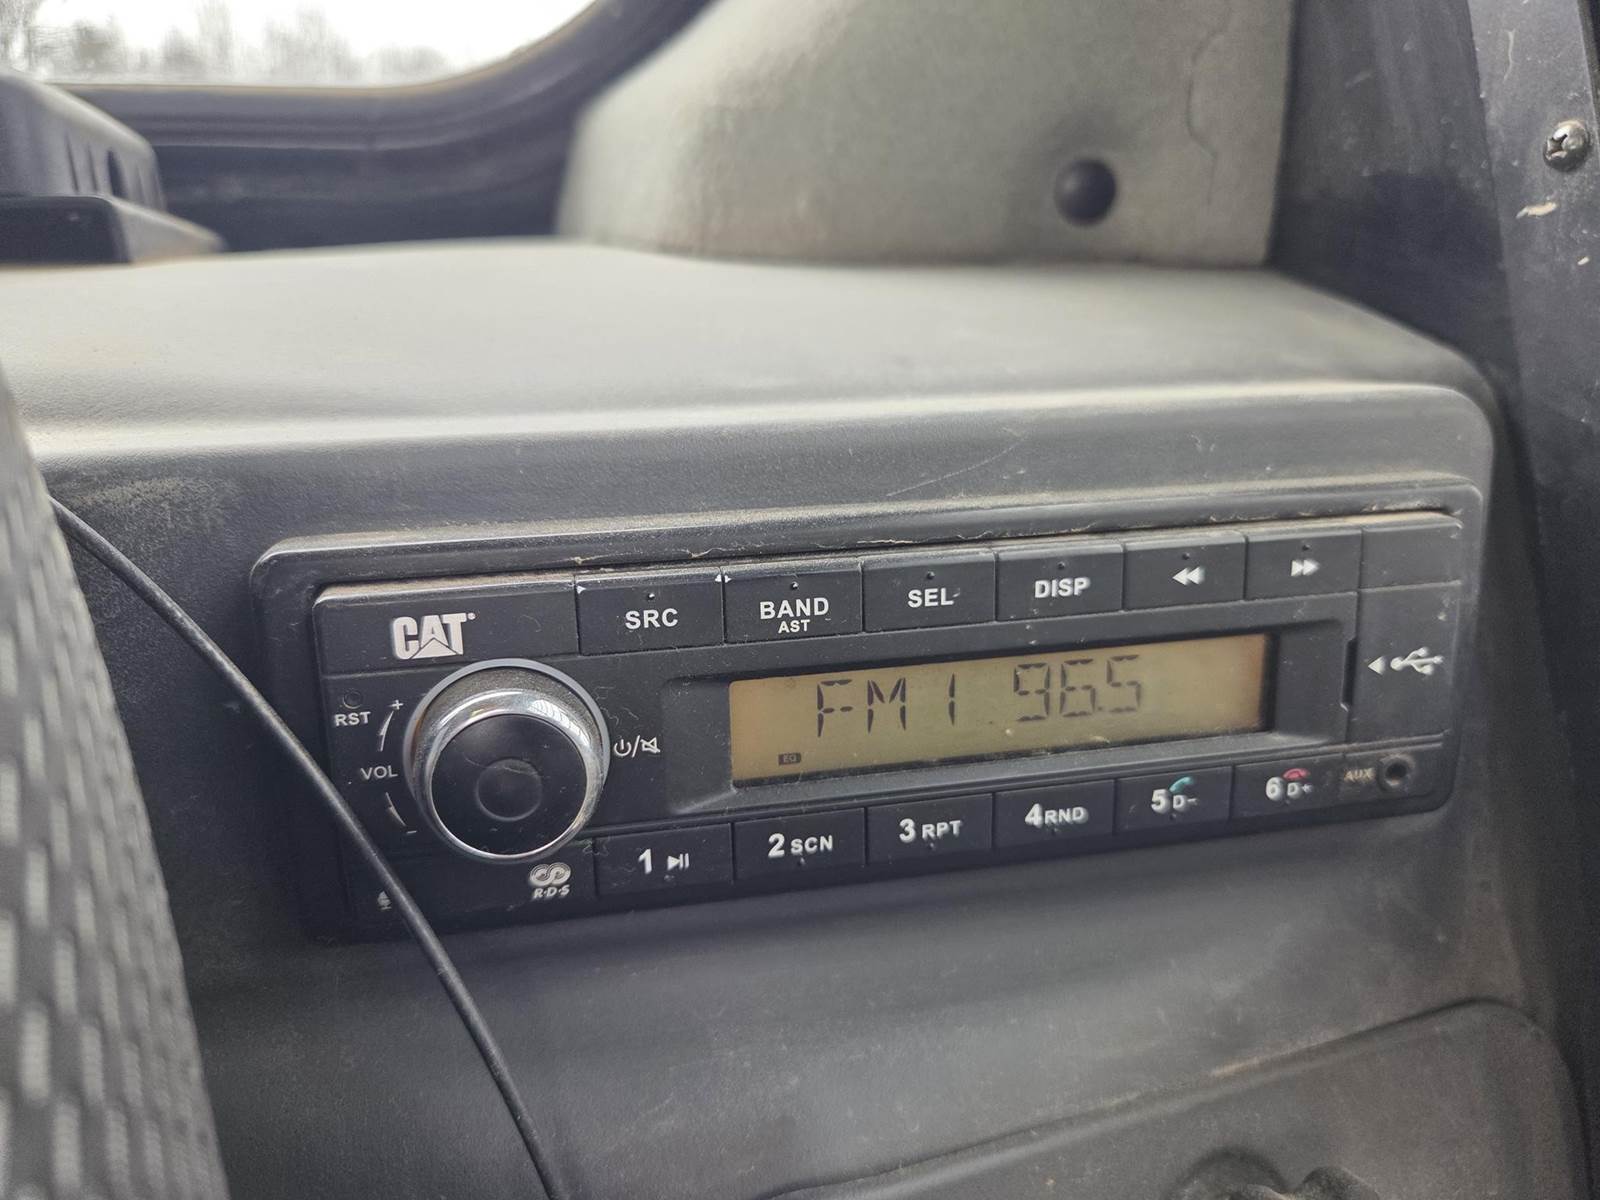 CAT
SRC
BAND
AST
SEL
DISP
RST
+
VOL
-
FM1 96.5
EQ
R·D·S
1
2 SCN
3 RPT
4 RND
5 D-
6 D+
AUX